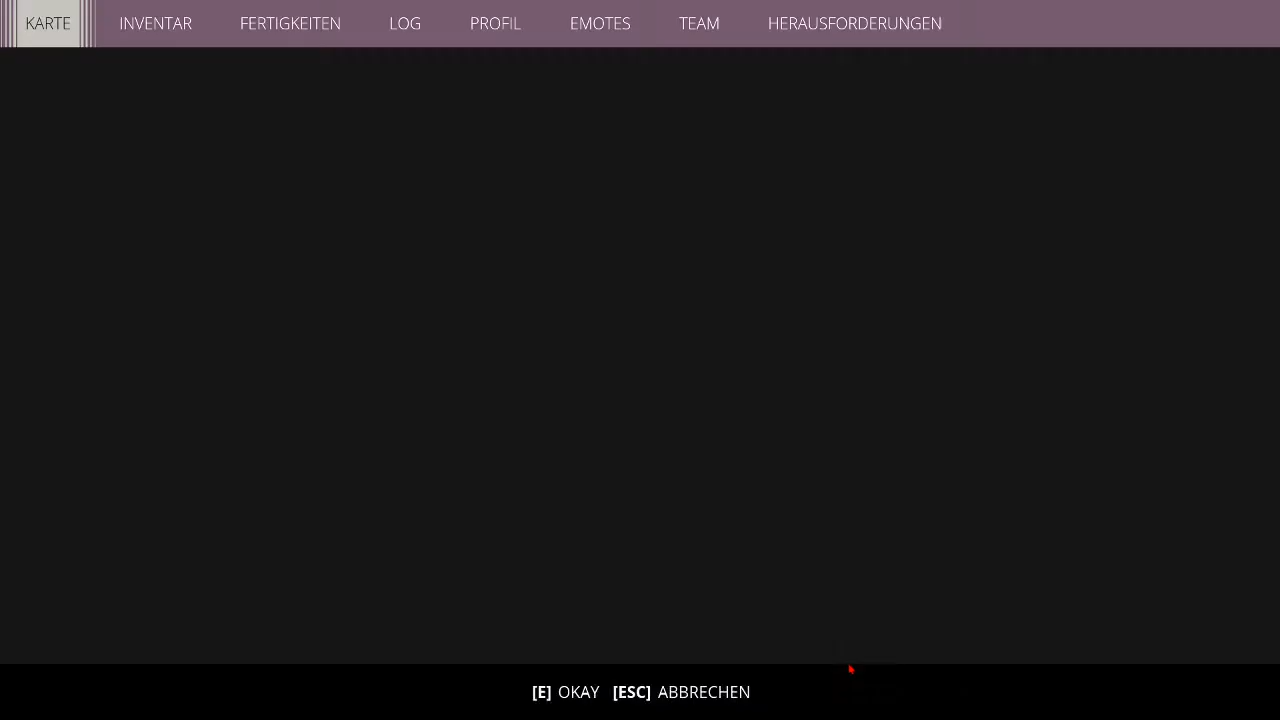 KARTE INVENTAR FERTIGKEITEN LOG PROFIL EMOTES TEAM HERAUSFORDERUNGEN
[E] OKAY [ESC] ABBRECHEN